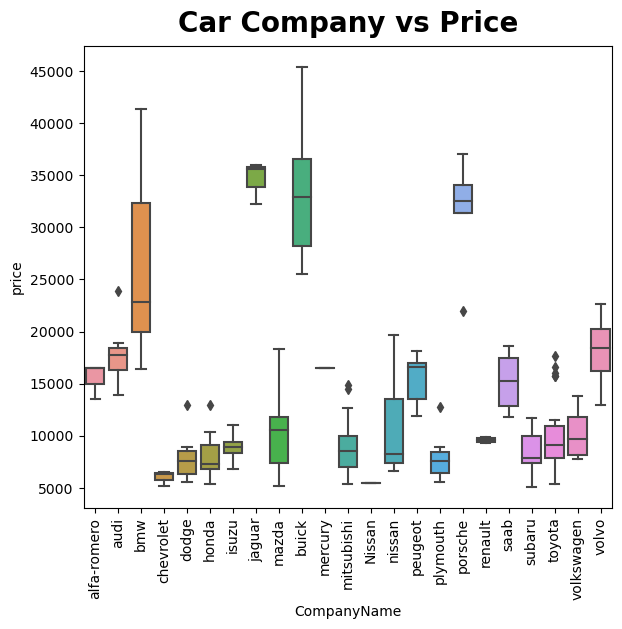 Car Company vs Price
price
45000
40000
35000
30000
25000
20000
15000
10000
5000
alfa-romero
audi
bmw
chevrolet
dodge
honda
isuzu
jaguar
mazda
buick
mercury
mitsubishi
Nissan
nissan
peugeot
plymouth
porsche
renault
saab
subaru
toyota
volkswagen
volvo
CompanyName